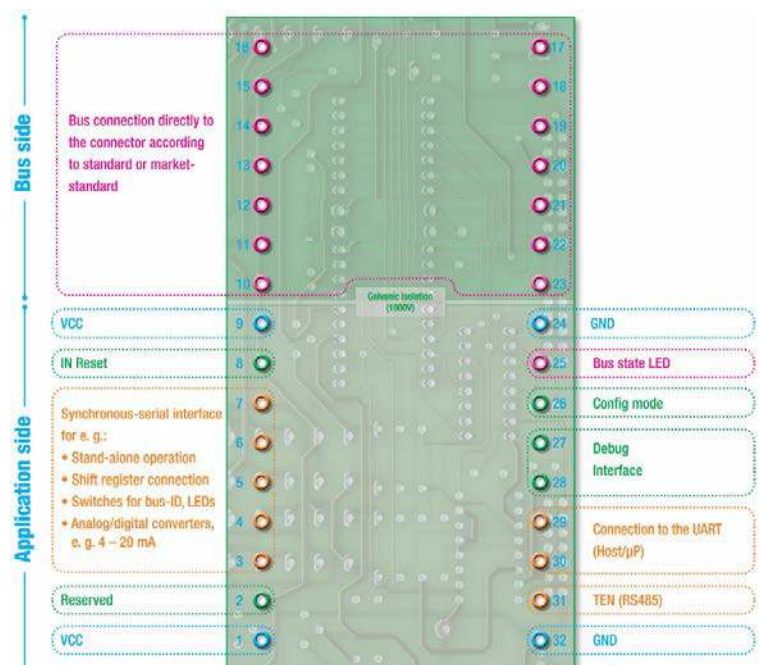 Bus side
Bus connection directly to
the connector according
to standard or market-
standard
16
17
15
18
14
19
13
20
12
21
11
22
10
23
Galvanic isolation
(1000V)
Application side
VCC
9
24
GND
IN Reset
8
25
Bus state LED
Synchronous-serial interface
for e. g.:
• Stand-alone operation
• Shift register connection
• Switches for bus-ID, LEDs
• Analog/digital converters,
e. g. 4 – 20 mA
7
6
5
4
3
26
Config mode
27
28
Debug
Interface
29
30
Connection to the UART
(Host/µP)
Reserved
2
31
TEN (RS485)
VCC
1
32
GND